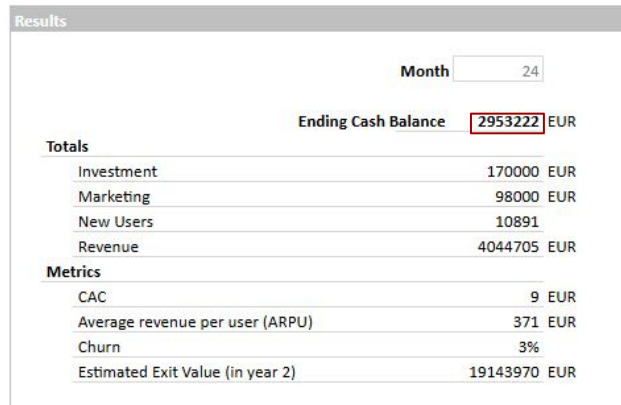 Results
Month 24
Ending Cash Balance 2953222 EUR
Totals
Investment 170000 EUR
Marketing 98000 EUR
New Users 10891
Revenue 4044705 EUR
Metrics
CAC 9 EUR
Average revenue per user (ARPU) 371 EUR
Churn 3%
Estimated Exit Value (in year 2) 19143970 EUR